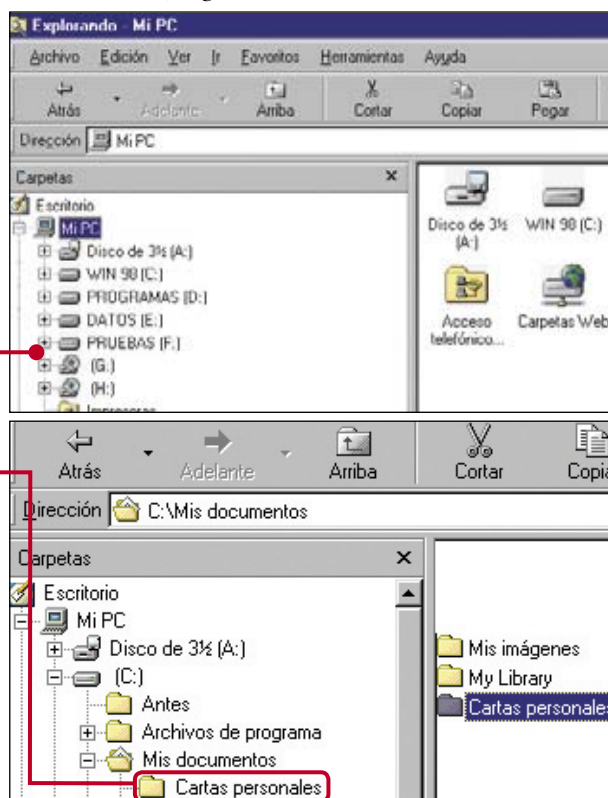 Explorando - Mi PC
Archivo Edición Ver Ir Favoritos Herramientas Ayuda
Atrás Adelante Arriba Cortar Copiar Pegar
Dirección Mi PC
Carpetas
Escritorio
Mi PC
Disco de 3½ (A:)
WIN 98 (C:)
PROGRAMAS (D:)
DATOS (E:)
PRUEBAS (F:)
(G:)
(H:)
Impresoras
Disco de 3½ (A:)
WIN 98 (C:)
Acceso telefónico...
Carpetas Web
Atrás Adelante Arriba Cortar Copia
Dirección C:\Mis documentos
Carpetas
Escritorio
Mi PC
Disco de 3½ (A:)
(C:)
Antes
Archivos de programa
Mis documentos
Cartas personales
Mis imágenes
My Library
Cartas personales